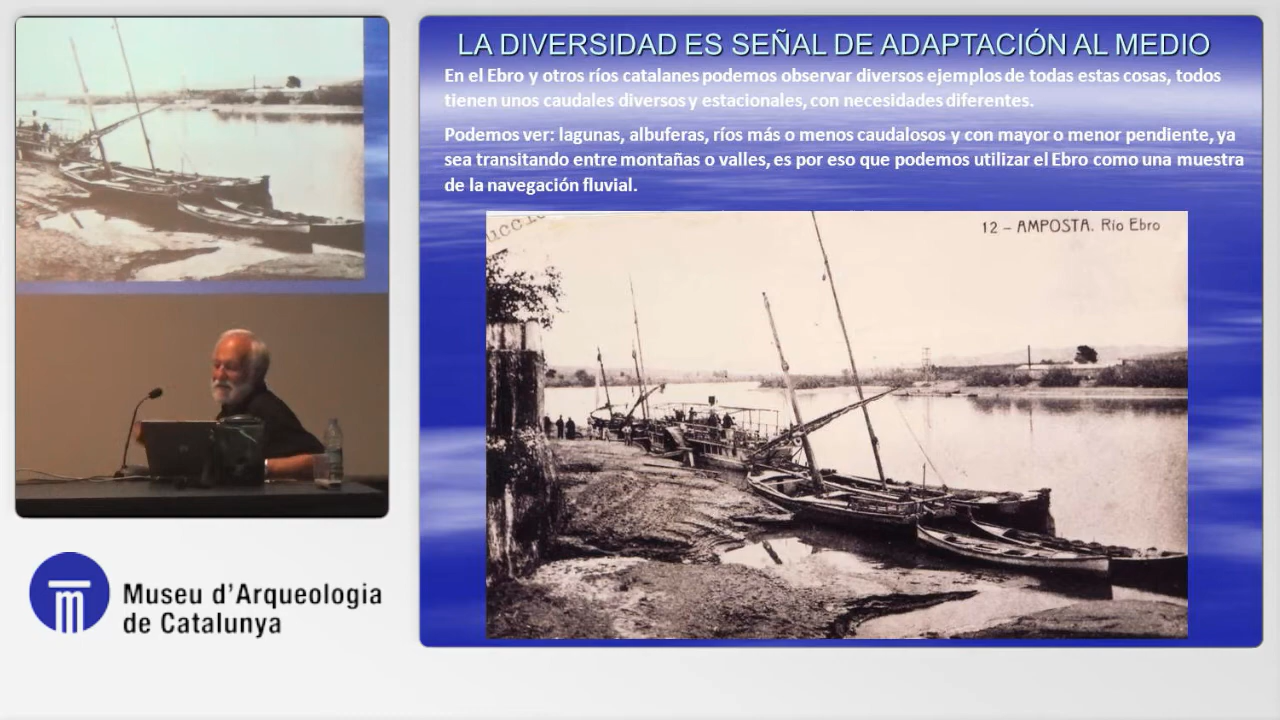 LA DIVERSIDAD ES SEÑAL DE ADAPTACIÓN AL MEDIO
En el Ebro y otros ríos catalanes podemos observar diversos ejemplos de todas estas cosas, todos
tienen unos caudales diversos y estacionales, con necesidades diferentes.
Podemos ver: lagunas, albuferas, ríos más o menos caudalosos y con mayor o menor pendiente, ya
sea transitando entre montañas o valles, es por eso que podemos utilizar el Ebro como una muestra
de la navegación fluvial.
12 – AMPOSTA. Río Ebro
Museu d'Arqueologia
de Catalunya